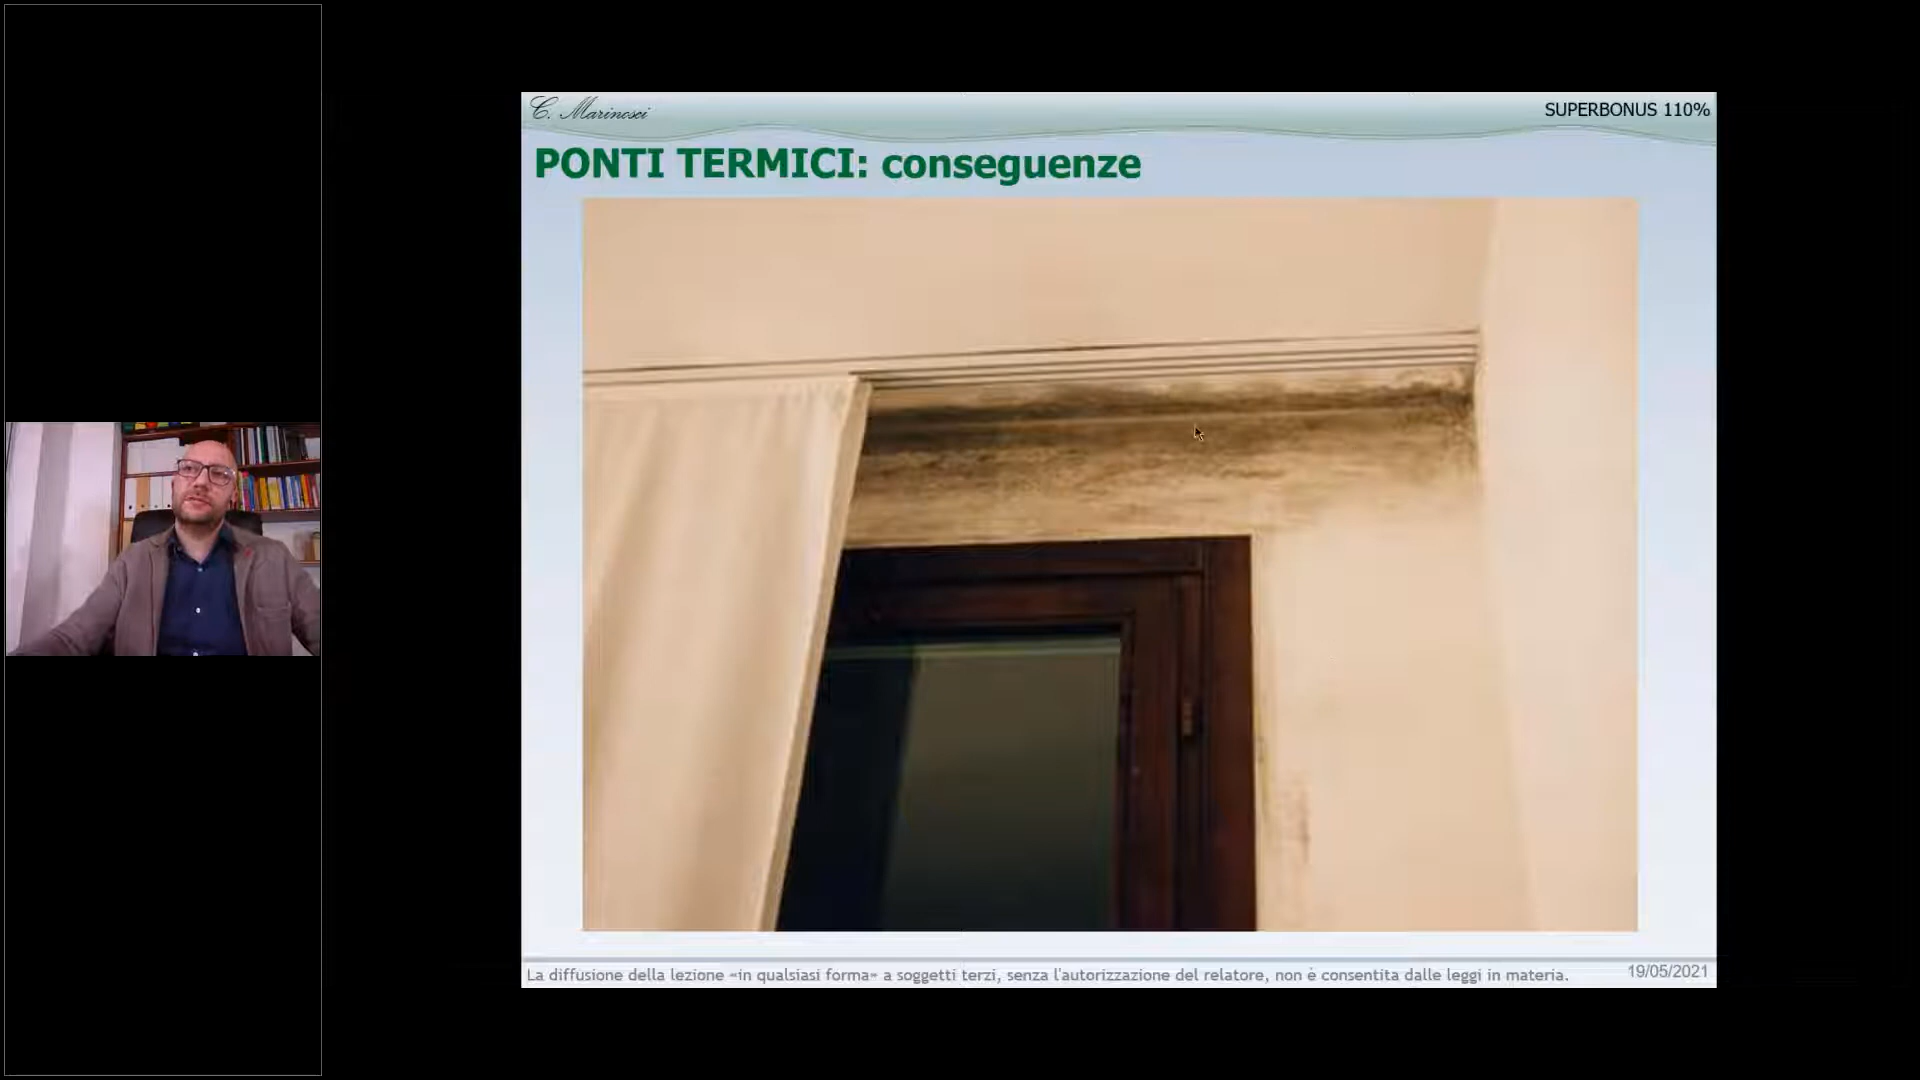 C. Marinosci
SUPERBONUS 110%
PONTI TERMICI: conseguenze
La diffusione della lezione «in qualsiasi forma» a soggetti terzi, senza l'autorizzazione del relatore, non è consentita dalle leggi in materia.
19/05/2021